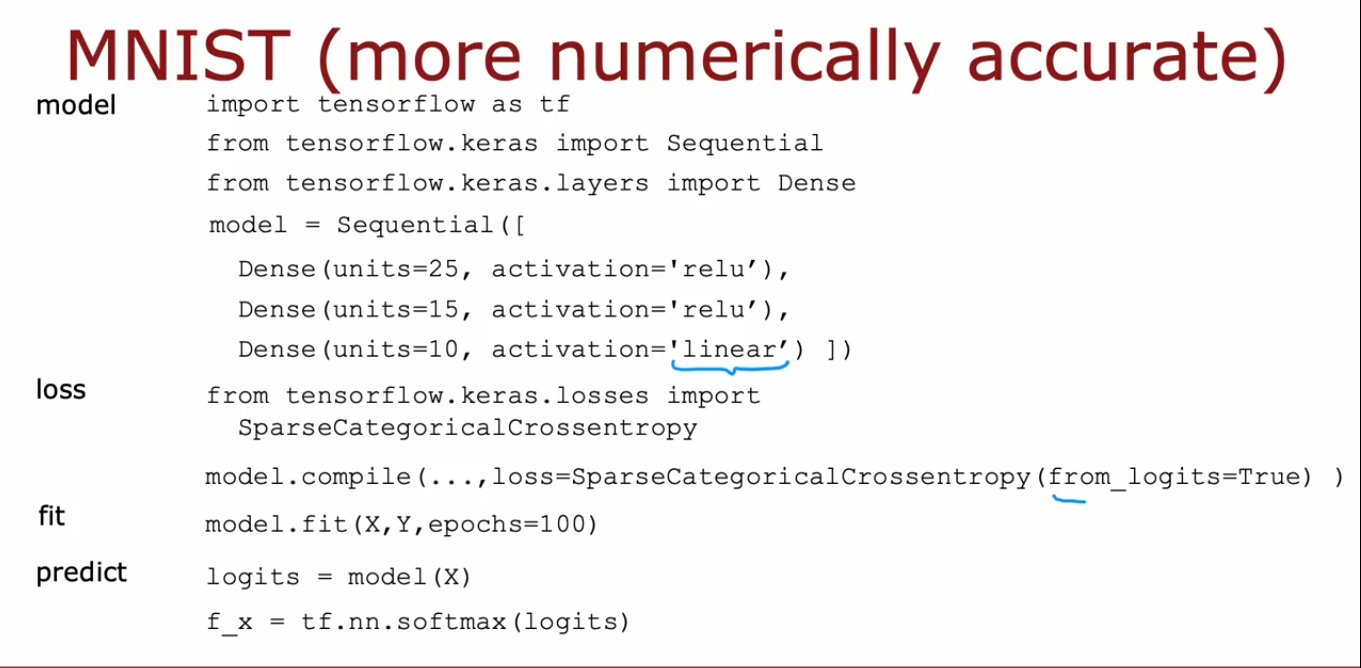 MNIST (more numerically accurate)
model
import tensorflow as tf
from tensorflow.keras import Sequential
from tensorflow.keras.layers import Dense
model = Sequential([
Dense(units=25, activation='relu’),
Dense(units=15, activation='relu’),
Dense(units=10, activation='linear’) ])
loss
from tensorflow.keras.losses import
SparseCategoricalCrossentropy
model.compile(...,loss=SparseCategoricalCrossentropy(from_logits=True) )
fit
model.fit(X,Y,epochs=100)
predict
logits = model(X)
f_x = tf.nn.softmax(logits)